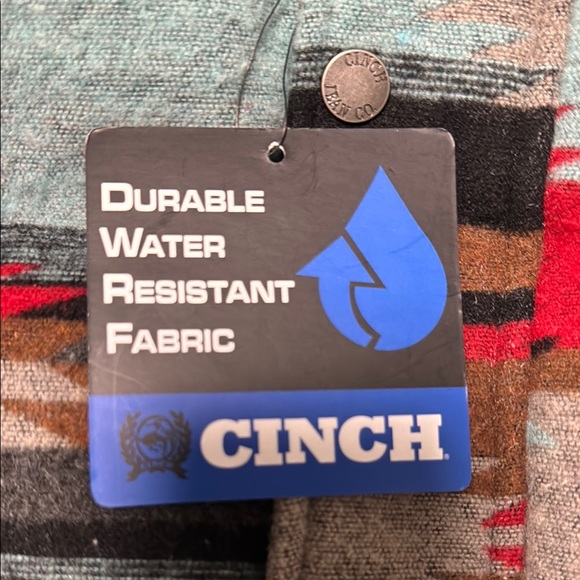 CINCH
JEAN CO.
DURABLE
WATER
RESISTANT
FABRIC
CINCH